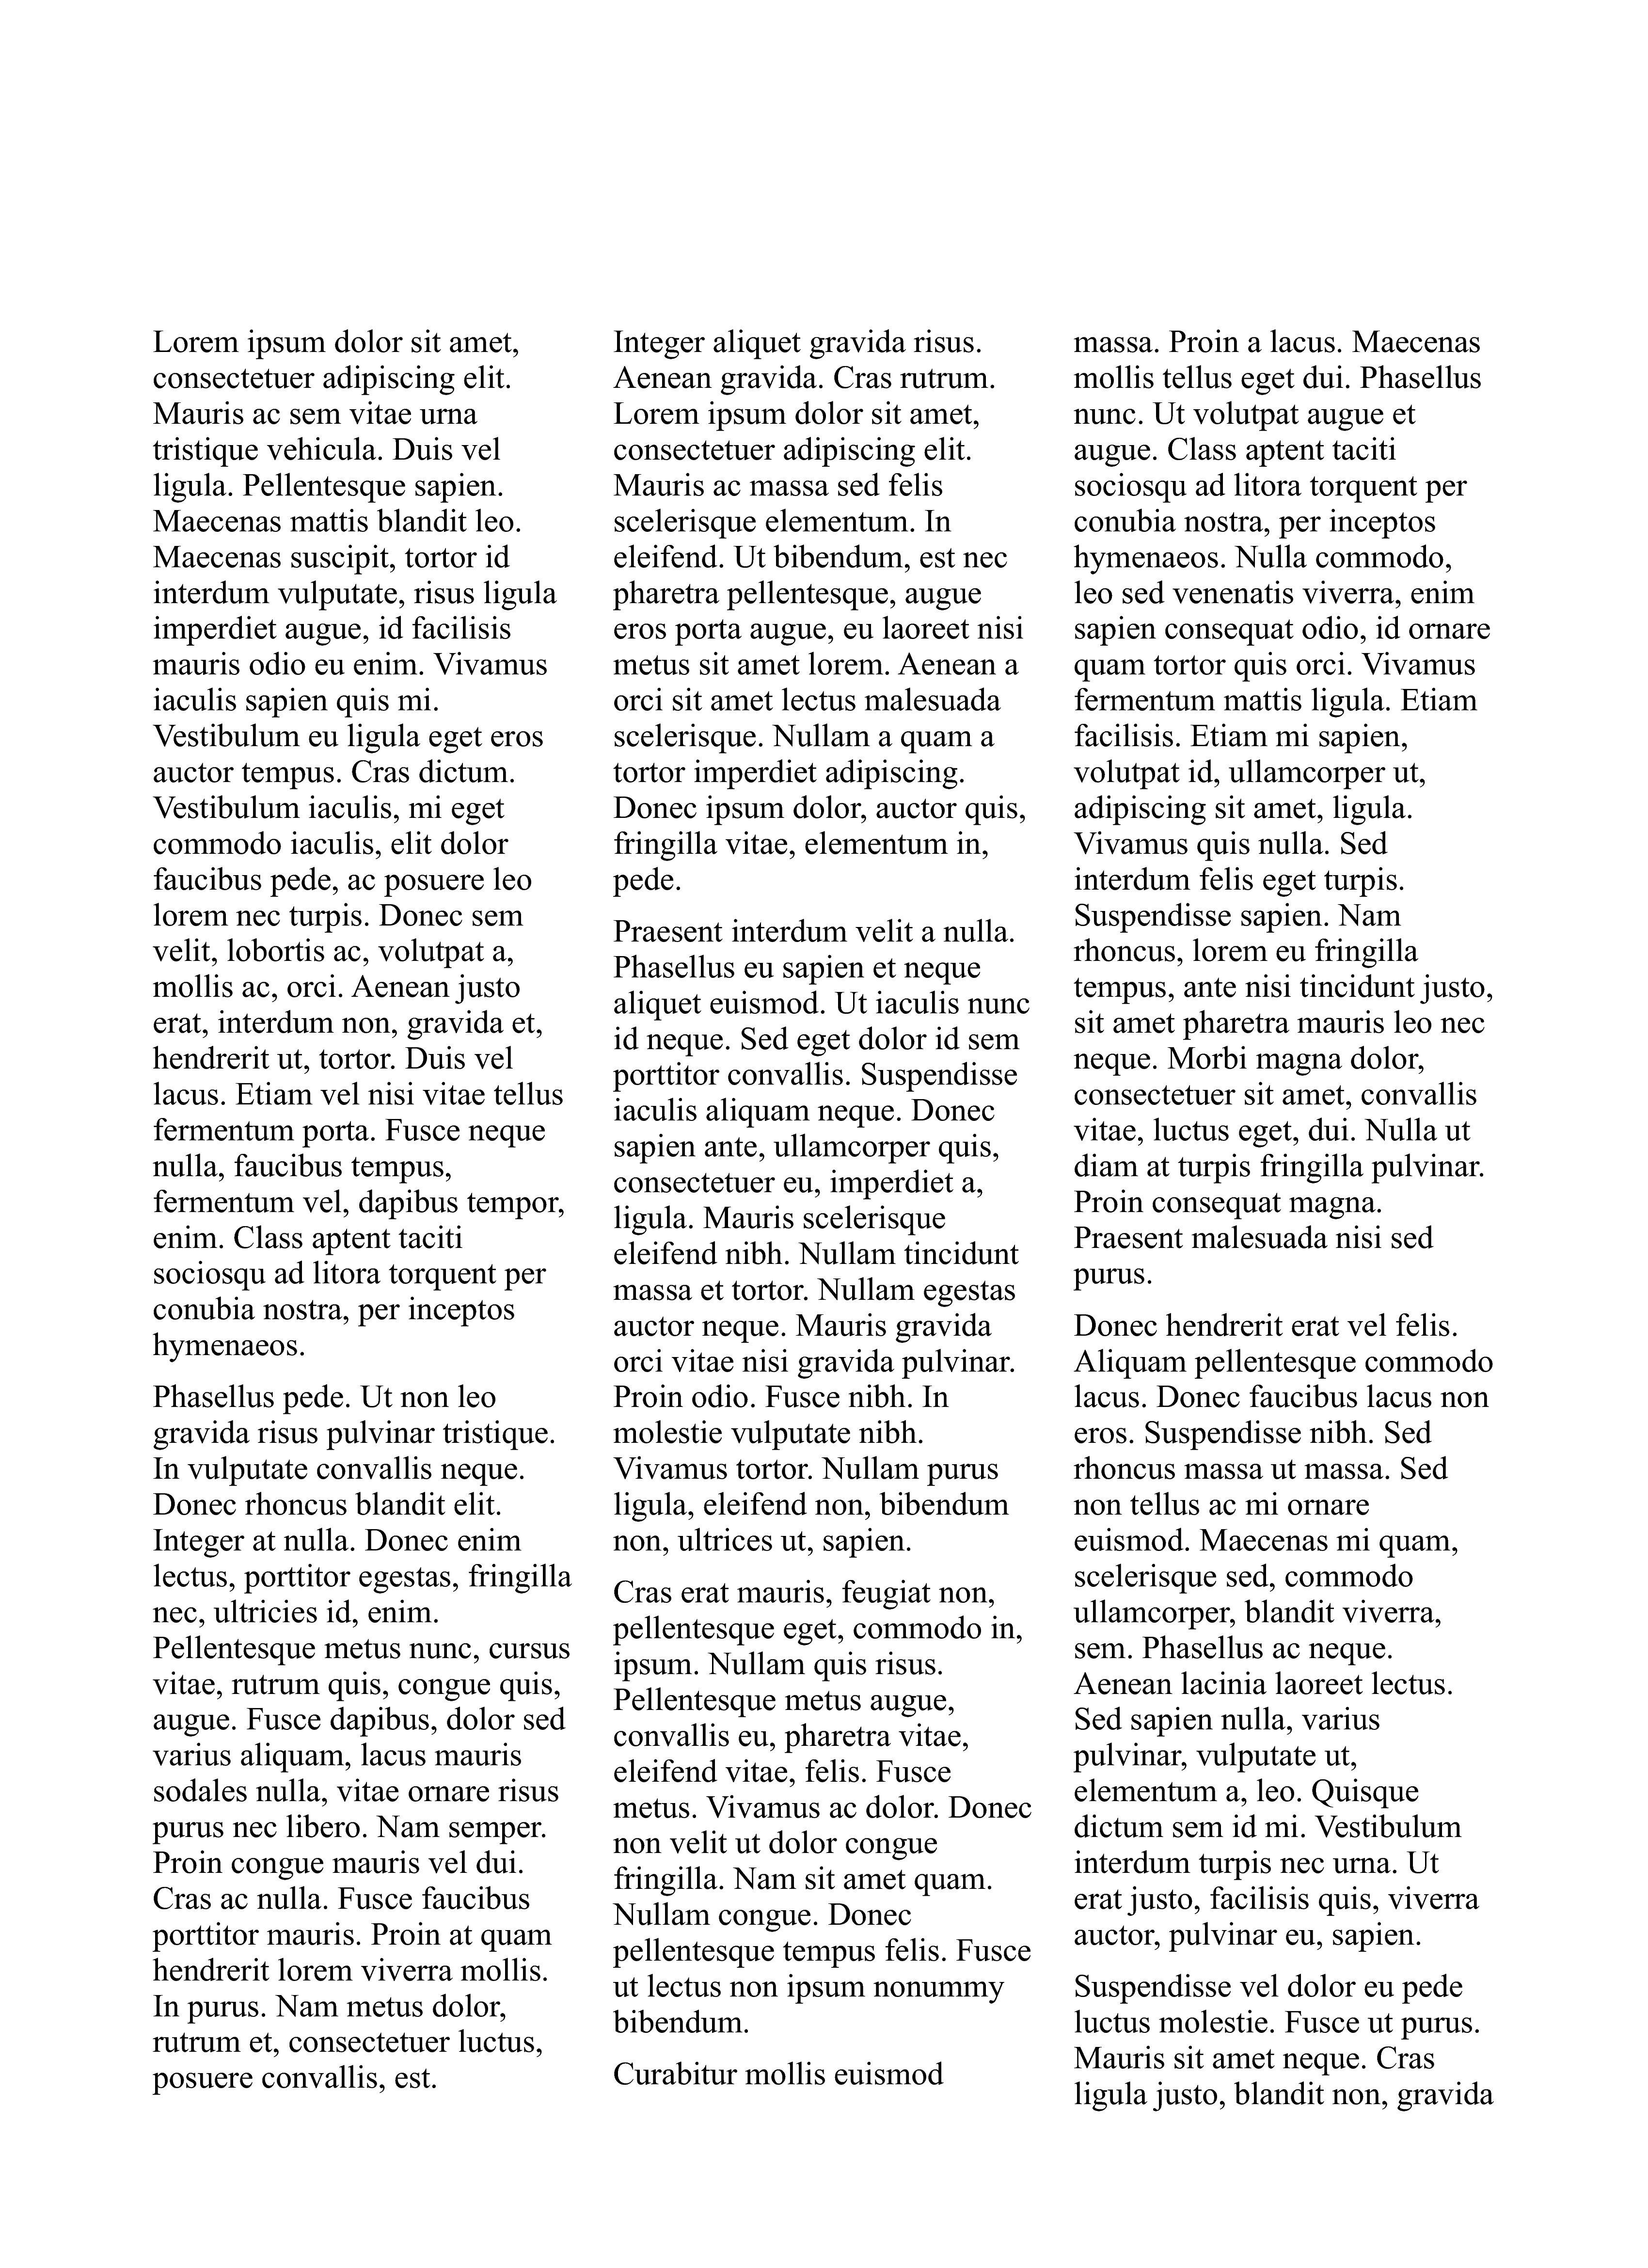 Lorem ipsum dolor sit amet,
consectetuer adipiscing elit.
Mauris ac sem vitae urna
tristique vehicula. Duis vel
ligula. Pellentesque sapien.
Maecenas mattis blandit leo.
Maecenas suscipit, tortor id
interdum vulputate, risus ligula
imperdiet augue, id facilisis
mauris odio eu enim. Vivamus
iaculis sapien quis mi.
Vestibulum eu ligula eget eros
auctor tempus. Cras dictum.
Vestibulum iaculis, mi eget
commodo iaculis, elit dolor
faucibus pede, ac posuere leo
lorem nec turpis. Donec sem
velit, lobortis ac, volutpat a,
mollis ac, orci. Aenean justo
erat, interdum non, gravida et,
hendrerit ut, tortor. Duis vel
lacus. Etiam vel nisi vitae tellus
fermentum porta. Fusce neque
nulla, faucibus tempus,
fermentum vel, dapibus tempor,
enim. Class aptent taciti
sociosqu ad litora torquent per
conubia nostra, per inceptos
hymenaeos.
Phasellus pede. Ut non leo
gravida risus pulvinar tristique.
In vulputate convallis neque.
Donec rhoncus blandit elit.
Integer at nulla. Donec enim
lectus, porttitor egestas, fringilla
nec, ultricies id, enim.
Pellentesque metus nunc, cursus
vitae, rutrum quis, congue quis,
augue. Fusce dapibus, dolor sed
varius aliquam, lacus mauris
sodales nulla, vitae ornare risus
purus nec libero. Nam semper.
Proin congue mauris vel dui.
Cras ac nulla. Fusce faucibus
porttitor mauris. Proin at quam
hendrerit lorem viverra mollis.
In purus. Nam metus dolor,
rutrum et, consectetuer luctus,
posuere convallis, est.
Integer aliquet gravida risus.
Aenean gravida. Cras rutrum.
Lorem ipsum dolor sit amet,
consectetuer adipiscing elit.
Mauris ac massa sed felis
scelerisque elementum. In
eleifend. Ut bibendum, est nec
pharetra pellentesque, augue
eros porta augue, eu laoreet nisi
metus sit amet lorem. Aenean a
orci sit amet lectus malesuada
scelerisque. Nullam a quam a
tortor imperdiet adipiscing.
Donec ipsum dolor, auctor quis,
fringilla vitae, elementum in,
pede.
Praesent interdum velit a nulla.
Phasellus eu sapien et neque
aliquet euismod. Ut iaculis nunc
id neque. Sed eget dolor id sem
porttitor convallis. Suspendisse
iaculis aliquam neque. Donec
sapien ante, ullamcorper quis,
consectetuer eu, imperdiet a,
ligula. Mauris scelerisque
eleifend nibh. Nullam tincidunt
massa et tortor. Nullam egestas
auctor neque. Mauris gravida
orci vitae nisi gravida pulvinar.
Proin odio. Fusce nibh. In
molestie vulputate nibh.
Vivamus tortor. Nullam purus
ligula, eleifend non, bibendum
non, ultrices ut, sapien.
Cras erat mauris, feugiat non,
pellentesque eget, commodo in,
ipsum. Nullam quis risus.
Pellentesque metus augue,
convallis eu, pharetra vitae,
eleifend vitae, felis. Fusce
metus. Vivamus ac dolor. Donec
non velit ut dolor congue
fringilla. Nam sit amet quam.
Nullam congue. Donec
pellentesque tempus felis. Fusce
ut lectus non ipsum nonummy
bibendum.
Curabitur mollis euismod
massa. Proin a lacus. Maecenas
mollis tellus eget dui. Phasellus
nunc. Ut volutpat augue et
augue. Class aptent taciti
sociosqu ad litora torquent per
conubia nostra, per inceptos
hymenaeos. Nulla commodo,
leo sed venenatis viverra, enim
sapien consequat odio, id ornare
quam tortor quis orci. Vivamus
fermentum mattis ligula. Etiam
facilisis. Etiam mi sapien,
volutpat id, ullamcorper ut,
adipiscing sit amet, ligula.
Vivamus quis nulla. Sed
interdum felis eget turpis.
Suspendisse sapien. Nam
rhoncus, lorem eu fringilla
tempus, ante nisi tincidunt justo,
sit amet pharetra mauris leo nec
neque. Morbi magna dolor,
consectetuer sit amet, convallis
vitae, luctus eget, dui. Nulla ut
diam at turpis fringilla pulvinar.
Proin consequat magna.
Praesent malesuada nisi sed
purus.
Donec hendrerit erat vel felis.
Aliquam pellentesque commodo
lacus. Donec faucibus lacus non
eros. Suspendisse nibh. Sed
rhoncus massa ut massa. Sed
non tellus ac mi ornare
euismod. Maecenas mi quam,
scelerisque sed, commodo
ullamcorper, blandit viverra,
sem. Phasellus ac neque.
Aenean lacinia laoreet lectus.
Sed sapien nulla, varius
pulvinar, vulputate ut,
elementum a, leo. Quisque
dictum sem id mi. Vestibulum
interdum turpis nec urna. Ut
erat justo, facilisis quis, viverra
auctor, pulvinar eu, sapien.
Suspendisse vel dolor eu pede
luctus molestie. Fusce ut purus.
Mauris sit amet neque. Cras
ligula justo, blandit non, gravida